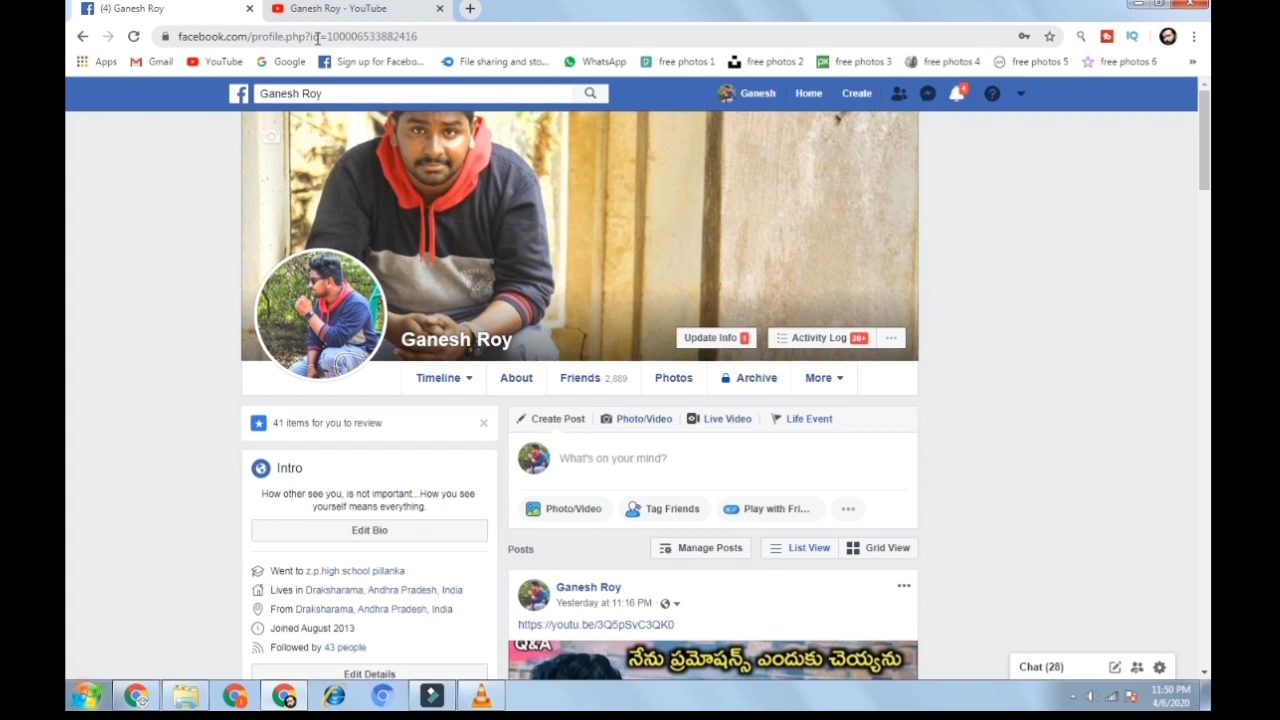 (4) Ganesh Roy
Ganesh Roy - YouTube
facebook.com/profile.php?id=100006533882416
Apps Gmail YouTube Google Sign up for Facebo... File sharing and sto... WhatsApp free photos 1 free photos 2 free photos 3 free photos 4 free photos 5 free photos 6 »
Ganesh Roy
Ganesh Home Create 4
Ganesh Roy
Update Info 1
Activity Log 20+
Timeline About Friends 2,889 Photos Archive More
41 items for you to review
Create Post Photo/Video Live Video Life Event
What's on your mind?
Photo/Video Tag Friends Play with Fri...
Intro
How other see you, is not important...How you see
yourself means everything.
Edit Bio
Went to z.p.high school pillanka
Lives in Draksharama, Andhra Pradesh, India
From Draksharama, Andhra Pradesh, India
Joined August 2013
Followed by 43 people
Edit Details
Posts Manage Posts List View Grid View
Ganesh Roy
Yesterday at 11:16 PM
https://youtu.be/3Q5pSvC3QK0
Q&A
నేను ప్రమోషన్స్ ఎందుకు చెయ్యను
Chat (28)
11:50 PM
4/6/2020